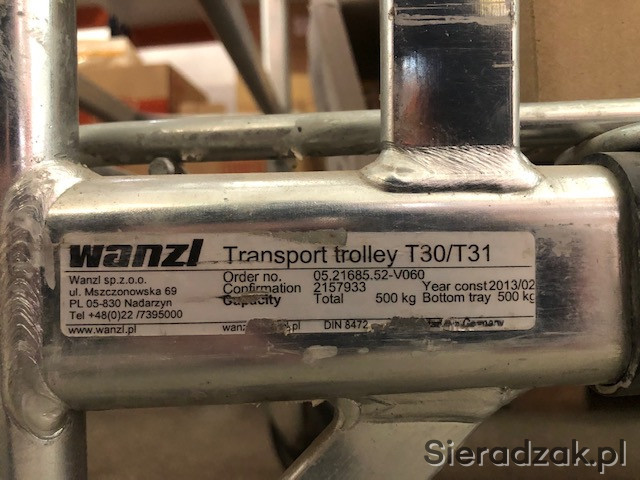 wanzl Transport trolley T30/T31
Wanzl sp.z.o.o. Order no. 05.21685.52-V060
ul. Mszczonowska 69 Confirmation 2157933 Year const 2013/02
PL 05-830 Nadarzyn Capacity Total 500 kg Bottom tray 500 kg
Tel +48(0)22 /7395000
www.wanzl.pl DIN 8472 Germany
Sieradzak.pl